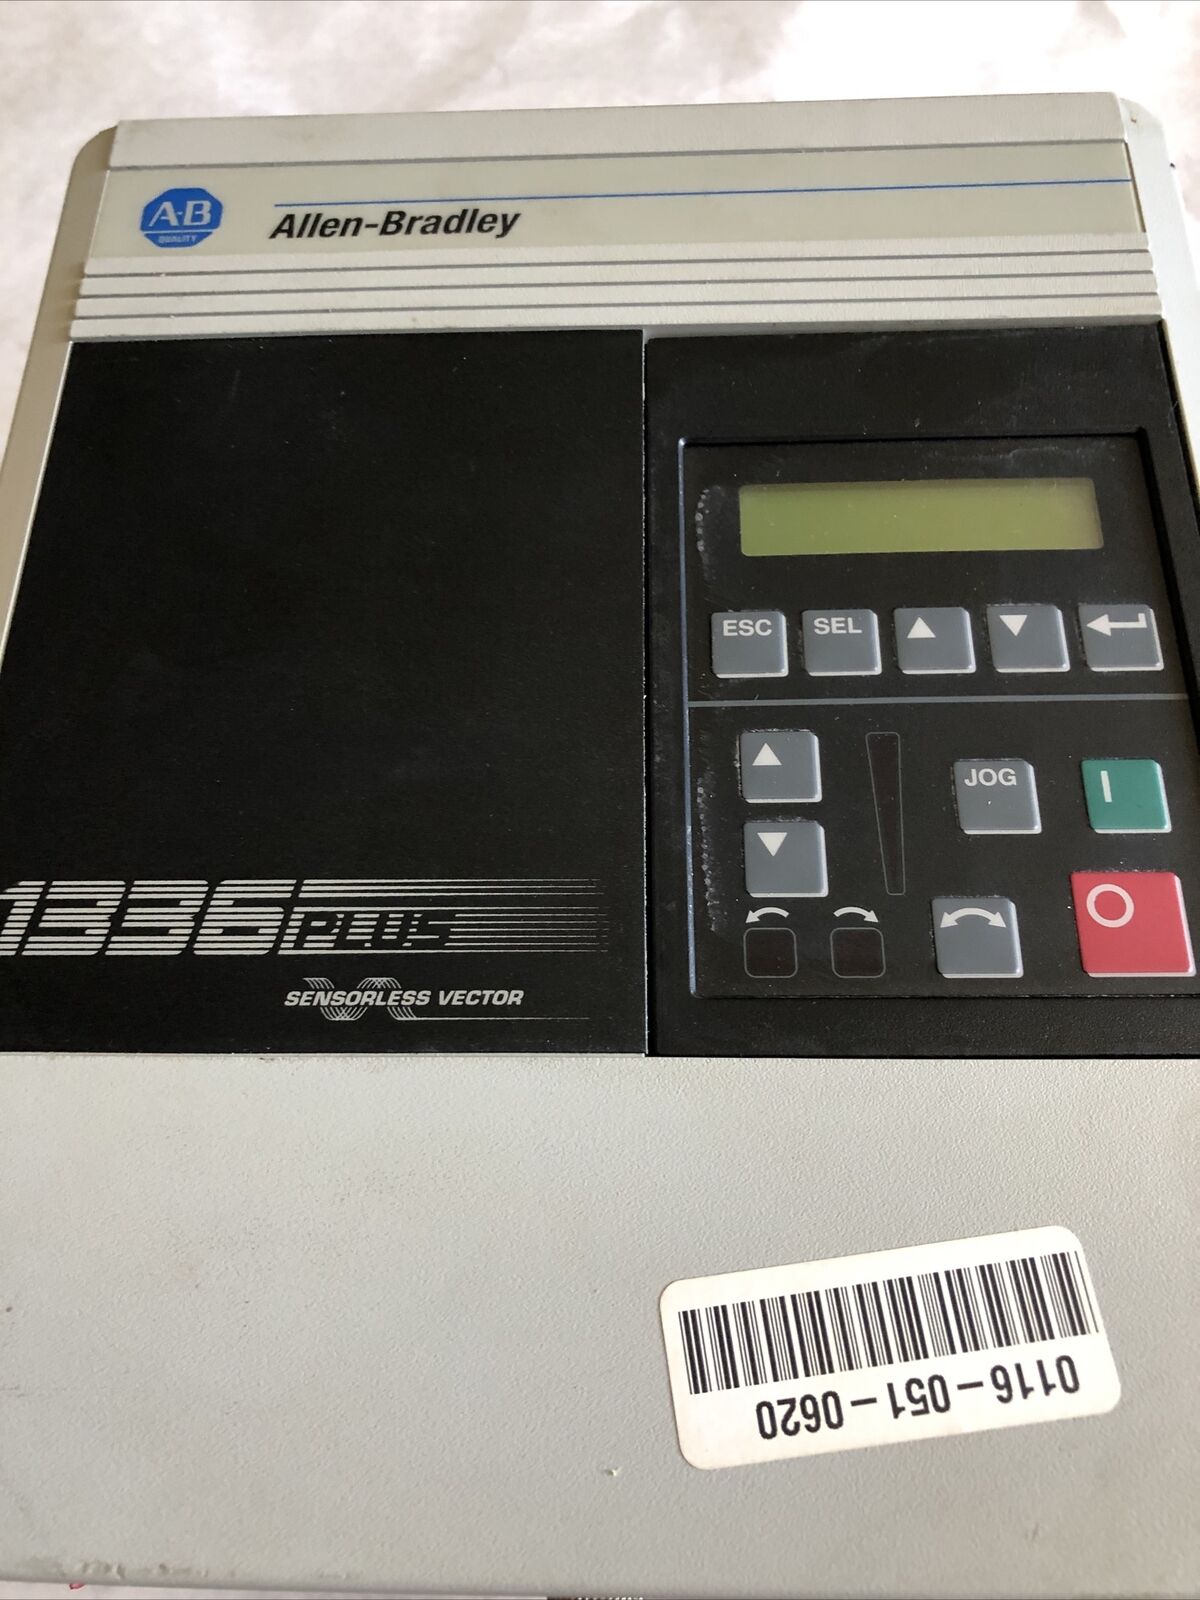 A-B
QUALITY
Allen-Bradley
ESC
SEL
JOG
I
O
1336 PLUS
SENSORLESS VECTOR
0116-051-0620